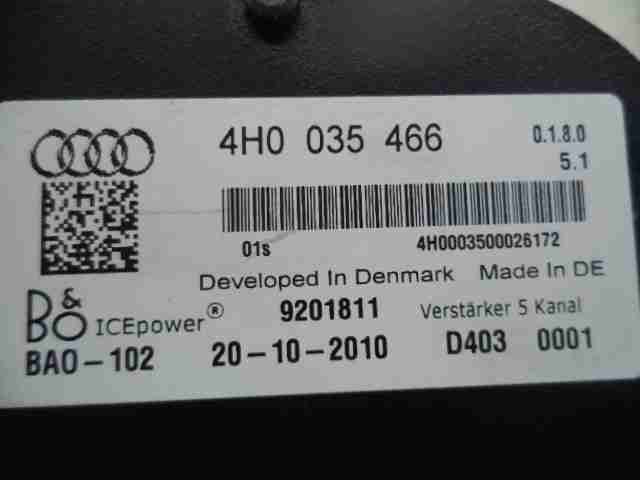 4H0 035 466 0.1.8.0
5.1
01s 4H0003500026172
Developed In Denmark Made In DE
B&O ICEpower® 9201811 Verstärker 5 Kanal
BAO-102 20-10-2010 D403 0001